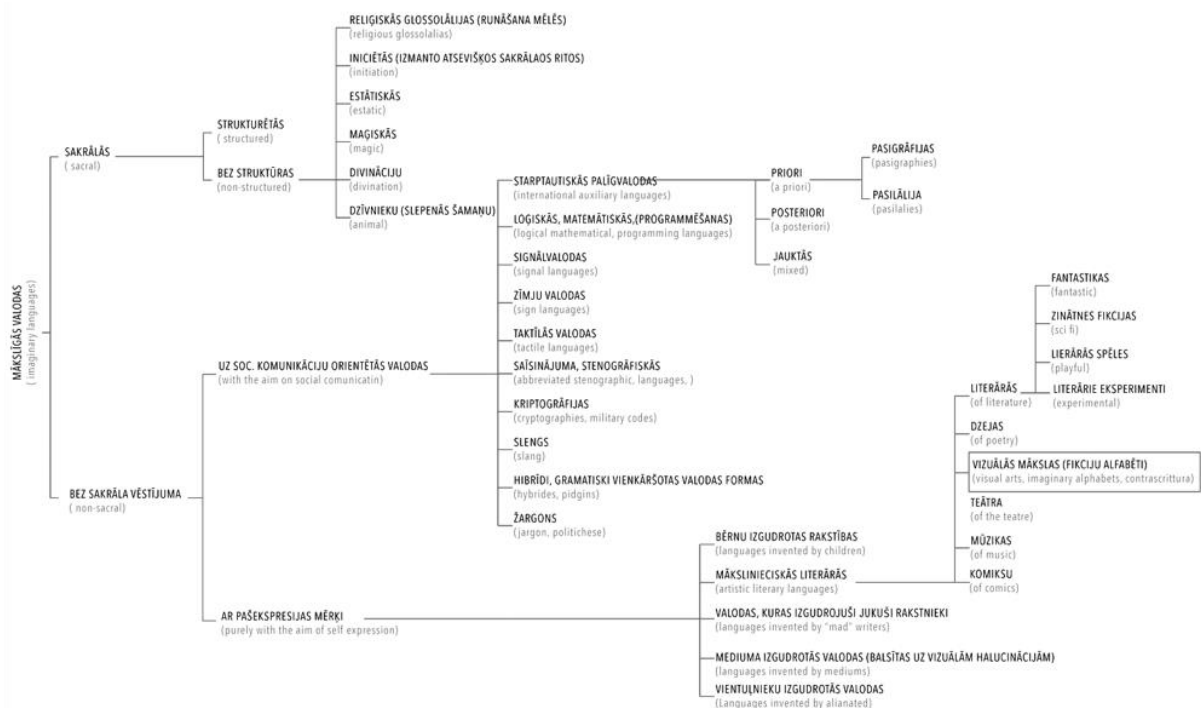 MĀKSLĪGĀS VALODAS
( imaginary languages)
SAKRĀLĀS
( sacral)
STRUKTURĒTĀS
( structured)
BEZ STRUKTŪRAS
(non-structured)
RELIĢISKĀS GLOSSOLĀLIJAS (RUNĀŠANA MĒLĒS)
(religious glossolalias)
INICIĒTĀS (IZMANTO ATSEVIŠĶOS SAKRĀLAOS RITOS)
(initiation)
ESTĀTISKĀS
(estatic)
MAĢISKĀS
(magic)
DIVINĀCIJU
(divination)
DZĪVNIEKU (SLEPENĀS ŠAMAŅU)
(animal)
BEZ SAKRĀLA VĒSTĪJUMA
( non-sacral)
UZ SOC. KOMUNIKĀCIJU ORIENTĒTĀS VALODAS
(with the aim on social comunicatin)
STARPTAUTISKĀS PALĪGVALODAS
(international auxiliary languages)
PRIORI
(a priori)
PASIGRĀFIJAS
(pasigraphies)
PASILĀLIJA
(pasilalies)
POSTERIORI
(a posteriori)
JAUKTĀS
(mixed)
LOĢISKĀS, MATEMĀTISKĀS,(PROGRAMMĒŠANAS)
(logical mathematical, programming languages)
SIGNĀLVALODAS
(signal languages)
ZĪMJU VALODAS
(sign languages)
TAKTĪLĀS VALODAS
(tactile languages)
SAĪSINĀJUMA, STENOGRĀFISKĀS
(abbreviated stenographic, languages, )
KRIPTOGRĀFIJAS
(cryptographies, military codes)
SLENGS
(slang)
HIBRĪDI, GRAMATISKI VIENKĀRŠOTAS VALODAS FORMAS
(hybrides, pidgins)
ŽARGONS
(jargon, politichese)
AR PAŠEKSPRESIJAS MĒRĶI
(purely with the aim of self expression)
BĒRNU IZGUDROTAS RAKSTĪBAS
(languages invented by children)
MĀKSLINIECISKĀS LITERĀRĀS
(artistic literary languages)
LITERĀRĀS
(of literature)
FANTASTIKAS
(fantastic)
ZINĀTNES FIKCIJAS
(sci fi)
LIERĀRĀS SPĒLES
(playful)
LITERĀRIE EKSPERIMENTI
(experimental)
DZEJAS
(of poetry)
VIZUĀLĀS MĀKSLAS (FIKCIJU ALFABĒTI)
(visual arts, imaginary alphabets, contrascrittura)
TEĀTRA
(of the teatre)
MŪZIKAS
(of music)
KOMIKSU
(of comics)
VALODAS, KURAS IZGUDROJUŠI JUKUŠI RAKSTNIEKI
(languages invented by "mad" writers)
MEDIUMA IZGUDROTĀS VALODAS (BALSĪTAS UZ VIZUĀLĀM HALUCINĀCIJĀM)
(languages invented by mediums)
VIENTUĻNIEKU IZGUDROTĀS VALODAS
(Languages invented by alianated)